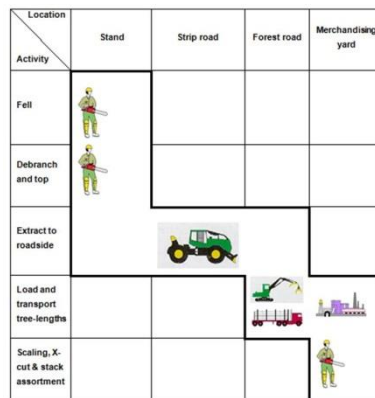 Location
Activity
Stand
Strip road
Forest road
Merchandising
yard
Fell
Debranch
and top
Extract to
roadside
Load and
transport
tree-lengths
Scaling, X-
cut & stack
assortment